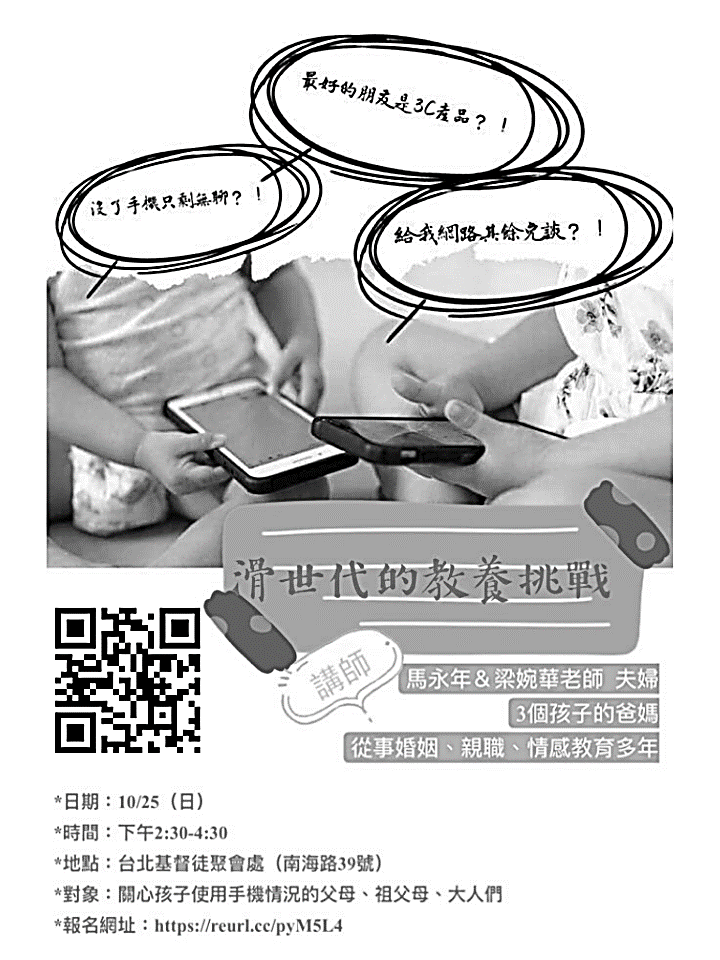 最好的朋友是3C產品？！
沒了手機只剩無聊？！
給我網路其餘免談？！
滑世代的教養挑戰
講師
馬永年＆梁婉華老師 夫婦
3個孩子的爸媽
從事婚姻、親職、情感教育多年
*日期：10/25（日）
*時間：下午2:30-4:30
*地點：台北基督徒聚會處（南海路39號）
*對象：關心孩子使用手機情況的父母、祖父母、大人們
*報名網址：https://reurl.cc/pyM5L4